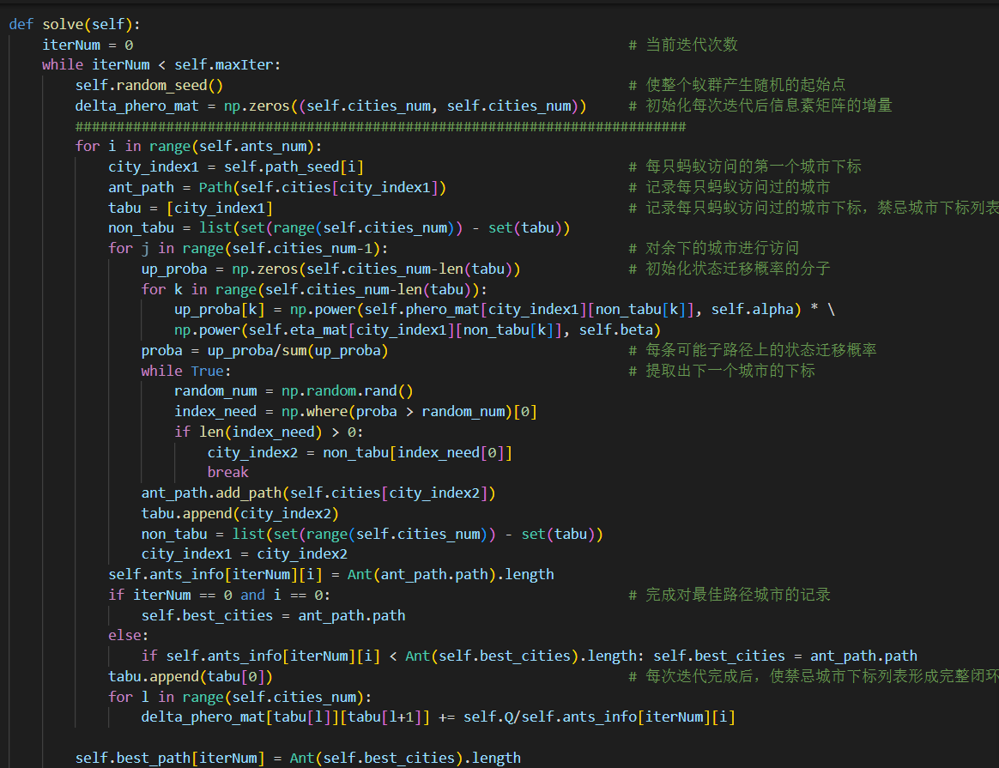 def solve(self):
    iterNum = 0 # 当前迭代次数
    while iterNum < self.maxIter:
        self.random_seed() # 使整个蚁群产生随机的起始点
        delta_phero_mat = np.zeros((self.cities_num, self.cities_num)) # 初始化每次迭代后信息素矩阵的增量
        ##########################################################################
        for i in range(self.ants_num):
            city_index1 = self.path_seed[i] # 每只蚂蚁访问的第一个城市下标
            ant_path = Path(self.cities[city_index1]) # 记录每只蚂蚁访问过的城市
            tabu = [city_index1] # 记录每只蚂蚁访问过的城市下标，禁忌城市下标列表
            non_tabu = list(set(range(self.cities_num)) - set(tabu))
            for j in range(self.cities_num-1): # 对余下的城市进行访问
                up_proba = np.zeros(self.cities_num-len(tabu)) # 初始化状态迁移概率的分子
                for k in range(self.cities_num-len(tabu)):
                    up_proba[k] = np.power(self.phero_mat[city_index1][non_tabu[k]], self.alpha) * \
                    np.power(self.eta_mat[city_index1][non_tabu[k]], self.beta)
                proba = up_proba/sum(up_proba) # 每条可能子路径上的状态迁移概率
                while True: # 提取出下一个城市的下标
                    random_num = np.random.rand()
                    index_need = np.where(proba > random_num)[0]
                    if len(index_need) > 0:
                        city_index2 = non_tabu[index_need[0]]
                        break
                ant_path.add_path(self.cities[city_index2])
                tabu.append(city_index2)
                non_tabu = list(set(range(self.cities_num)) - set(tabu))
                city_index1 = city_index2
            self.ants_info[iterNum][i] = Ant(ant_path.path).length
            if iterNum == 0 and i == 0: # 完成对最佳路径城市的记录
                self.best_cities = ant_path.path
            else:
                if self.ants_info[iterNum][i] < Ant(self.best_cities).length: self.best_cities = ant_path.path
            tabu.append(tabu[0]) # 每次迭代完成后，使禁忌城市下标列表形成完整闭环
            for l in range(self.cities_num):
                delta_phero_mat[tabu[l]][tabu[l+1]] += self.Q/self.ants_info[iterNum][i]
        self.best_path[iterNum] = Ant(self.best_cities).length